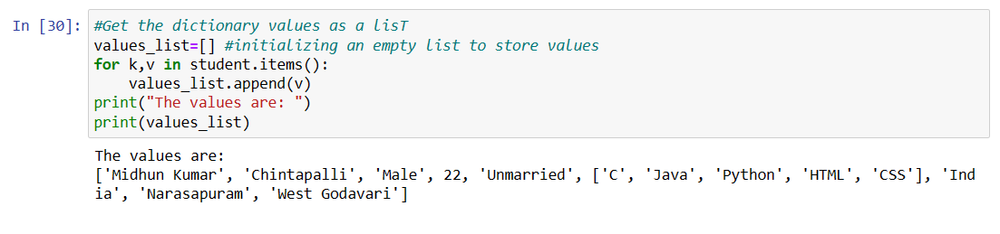 In [30]: #Get the dictionary values as a lisT
values_list=[] #initializing an empty list to store values
for k,v in student.items():
    values_list.append(v)
print("The values are: ")
print(values_list)
The values are:
['Midhun Kumar', 'Chintapalli', 'Male', 22, 'Unmarried', ['C', 'Java', 'Python', 'HTML', 'CSS'], 'Ind
ia', 'Narasapuram', 'West Godavari']